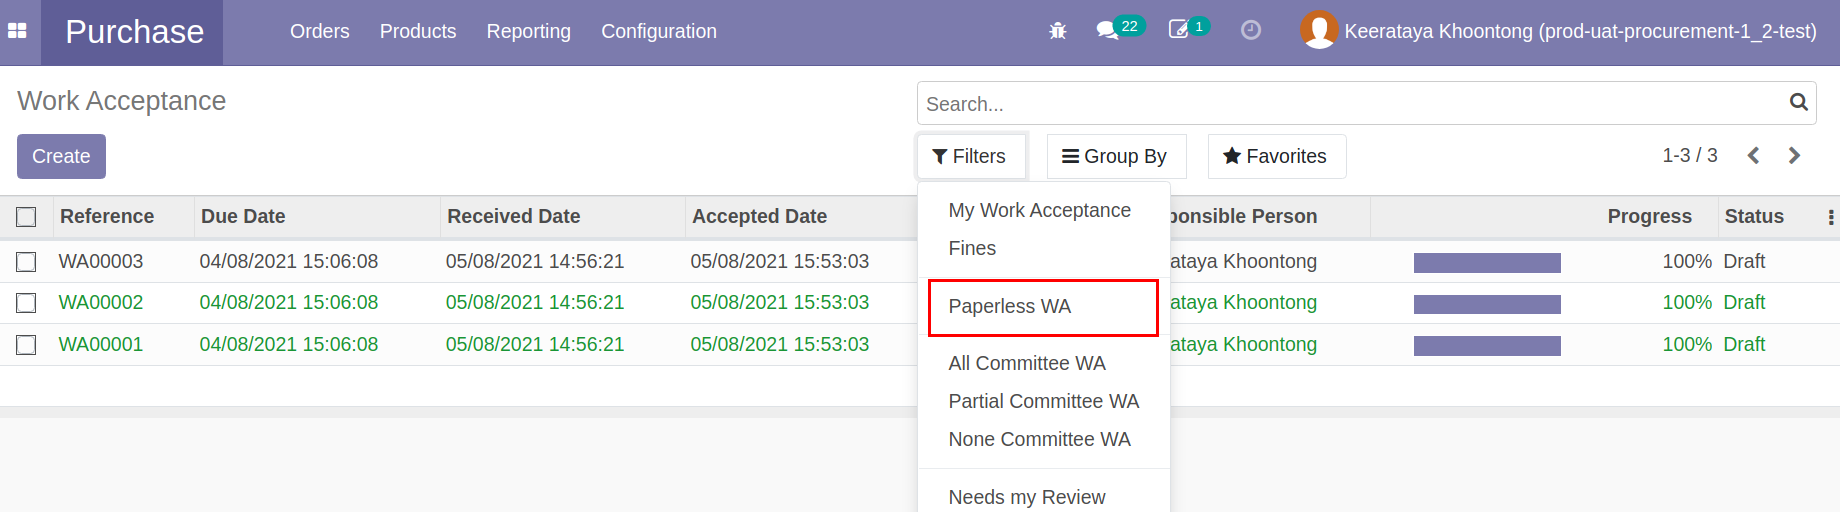 Purchase Orders Products Reporting Configuration 22 1 Keerataya Khoontong (prod-uat-procurement-1_2-test)
Work Acceptance
Search...
Create Filters Group By Favorites 1-3 / 3
Reference Due Date Received Date Accepted Date ponsible Person Progress Status
WA00003 04/08/2021 15:06:08 05/08/2021 14:56:21 05/08/2021 15:53:03 ataya Khoontong 100% Draft
WA00002 04/08/2021 15:06:08 05/08/2021 14:56:21 05/08/2021 15:53:03 ataya Khoontong 100% Draft
WA00001 04/08/2021 15:06:08 05/08/2021 14:56:21 05/08/2021 15:53:03 ataya Khoontong 100% Draft
My Work Acceptance
Fines
Paperless WA
All Committee WA
Partial Committee WA
None Committee WA
Needs my Review